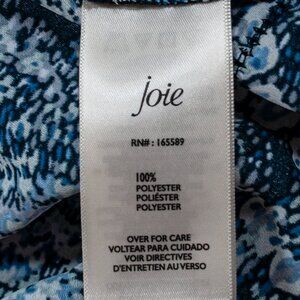 joie
RN# : 165589
100%
POLYESTER
POLIÉSTER
POLYESTER
OVER FOR CARE
VOLTEAR PARA CUIDADO
VOIR DIRECTIVES
D'ENTRETIEN AU VERSO